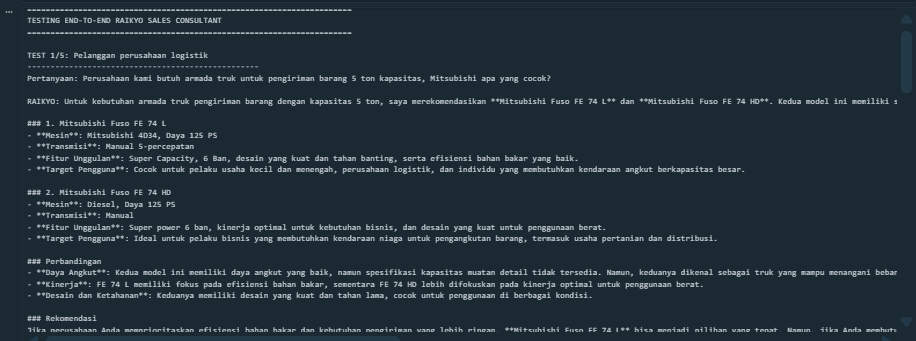 ================================================================================
TESTING END-TO-END RAIKYO SALES CONSULTANT
================================================================================
TEST 1/5: Pelanggan perusahaan logistik
--------------------------------------------------
Pertanyaan: Perusahaan kami butuh armada truk untuk pengiriman barang 5 ton kapasitas, Mitsubishi apa yang cocok?
RAIKYO: Untuk kebutuhan armada truk pengiriman barang dengan kapasitas 5 ton, saya merekomendasikan **Mitsubishi Fuso FE 74 L** dan **Mitsubishi Fuso FE 74 HD**. Kedua model ini memiliki s
### 1. Mitsubishi Fuso FE 74 L
- **Mesin**: Mitsubishi 4D34, Daya 125 PS
- **Transmisi**: Manual 5-percepatan
- **Fitur Unggulan**: Super Capacity, 6 Ban, desain yang kuat dan tahan banting, serta efisiensi bahan bakar yang baik.
- **Target Pengguna**: Cocok untuk pelaku usaha kecil dan menengah, perusahaan logistik, dan individu yang membutuhkan kendaraan angkut berkapasitas besar.
### 2. Mitsubishi Fuso FE 74 HD
- **Mesin**: Diesel, Daya 125 PS
- **Transmisi**: Manual
- **Fitur Unggulan**: Super power 6 ban, kinerja optimal untuk kebutuhan bisnis, dan desain yang kuat untuk penggunaan berat.
- **Target Pengguna**: Ideal untuk pelaku bisnis yang membutuhkan kendaraan niaga untuk pengangkutan barang, termasuk usaha pertanian dan distribusi.
### Perbandingan
- **Daya Angkut**: Kedua model ini memiliki daya angkut yang baik, namun spesifikasi kapasitas muatan detail tidak tersedia. Namun, keduanya dikenal sebagai truk yang mampu menangani beban
- **Kinerja**: FE 74 L memiliki fokus pada efisiensi bahan bakar, sementara FE 74 HD lebih difokuskan pada kinerja optimal untuk penggunaan berat.
- **Desain dan Ketahanan**: Keduanya memiliki desain yang kuat dan tahan lama, cocok untuk penggunaan di berbagai kondisi.
### Rekomendasi
Jika perusahaan Anda memprioritaskan efisiensi bahan bakar dan kebutuhan pengiriman yang lebih ringan, **Mitsubishi Fuso FE 74 L** bisa menjadi pilihan yang tepat. Namun, jika Anda membutu